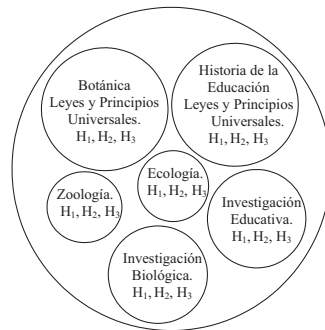 Botánica
Leyes y Principios
Universales.
H₁, H₂, H₃
Historia de la
Educación
Leyes y Principios
Universales.
H₁, H₂, H₃
Ecología.
H₁, H₂, H₃
Zoología.
H₁, H₂, H₃
Investigación
Educativa.
H₁, H₂, H₃
Investigación
Biológica.
H₁, H₂, H₃